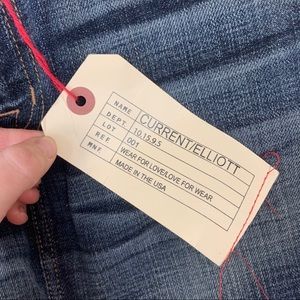 NAME CURRENT/ELLIOTT
DEPT. 10.15.95
LOT 001
REF WEAR FOR LOVE/LOVE FOR WEAR
MNE MADE IN THE USA